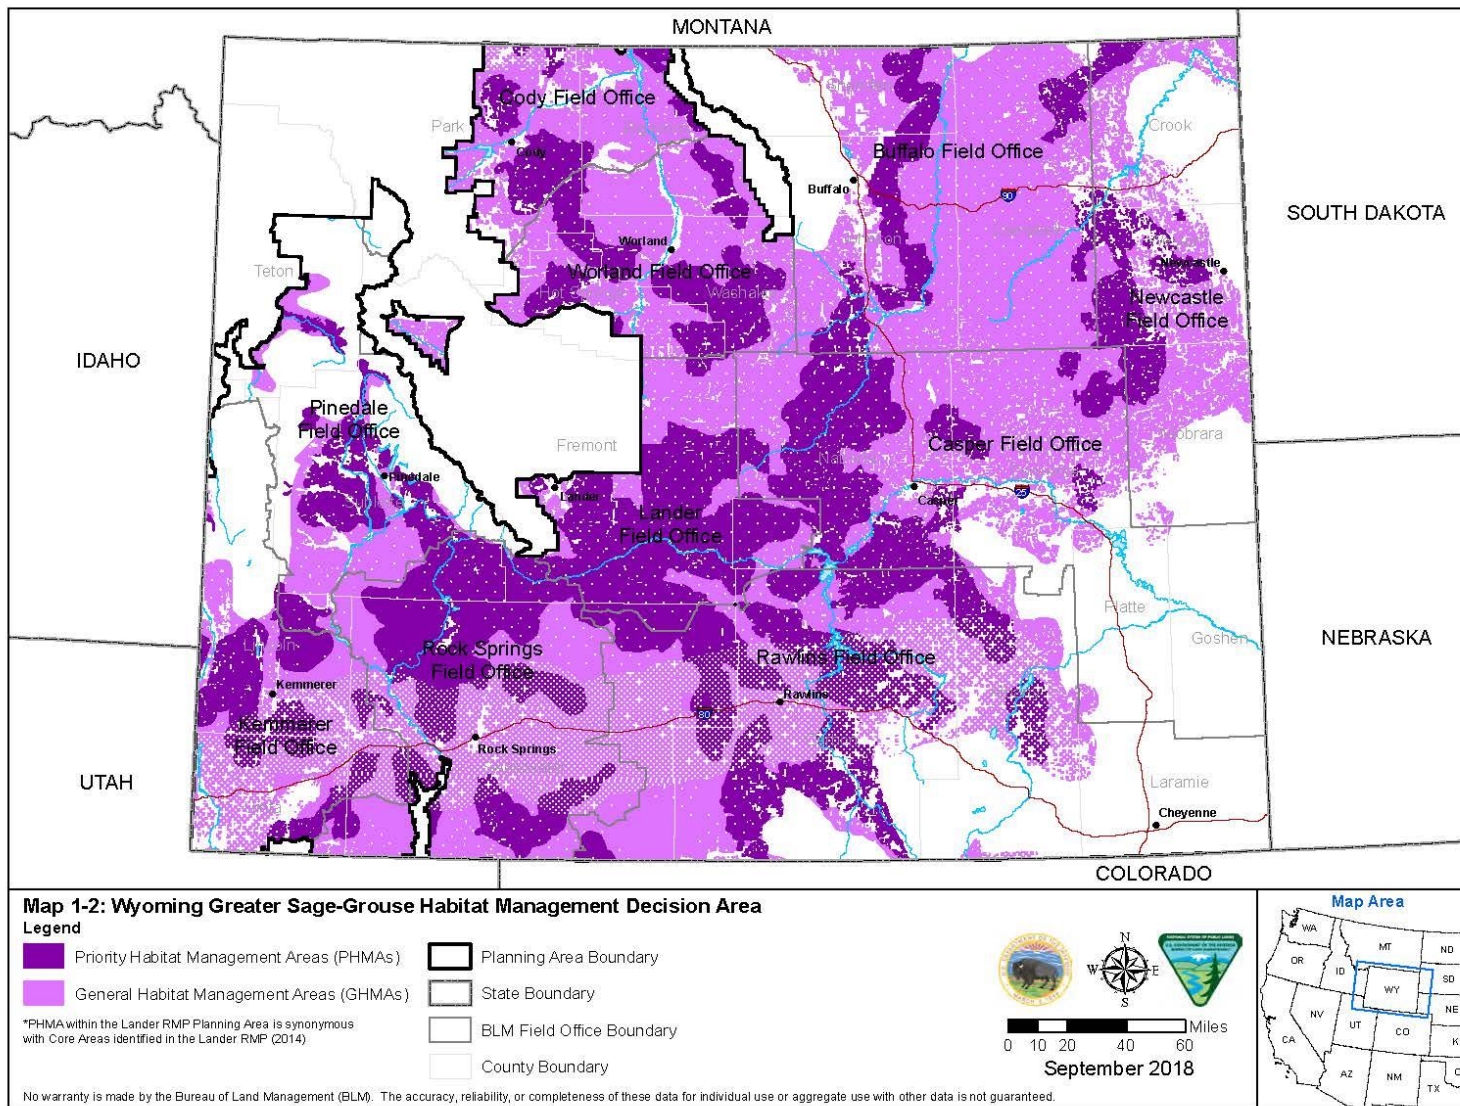 MONTANA
Cody Field Office
Park
Cody
Crook
Buffalo Field Office
Buffalo
90
SOUTH DAKOTA
Worland
Worland Field Office
Washakie
Newcastle
Newcastle
Field Office
Teton
IDAHO
Pinedale
Field Office
Pinedale
Fremont
Lander
Lander
Field Office
Casper Field Office
Niobrara
Casper
25
Platte
Goshen
NEBRASKA
Lincoln
Rock Springs
Field Office
Rawlins Field Office
Rawlins
Kemmerer
Kemmerer
Field Office
80
Rock Springs
UTAH
Laramie
Cheyenne
COLORADO
Map 1-2: Wyoming Greater Sage-Grouse Habitat Management Decision Area
Legend
Priority Habitat Management Areas (PHMAs)
General Habitat Management Areas (GHMAs)
*PHMA within the Lander RMP Planning Area is synonymous
with Core Areas identified in the Lander RMP (2014)
Planning Area Boundary
State Boundary
BLM Field Office Boundary
County Boundary
N
W E
S
Miles
0 10 20 40 60
September 2018
Map Area
WA
MT
ND
OR
ID
SD
WY
NE
NV
UT
CO
CA
AZ
NM
TX
No warranty is made by the Bureau of Land Management (BLM). The accuracy, reliability, or completeness of these data for individual use or aggregate use with other data is not guaranteed.